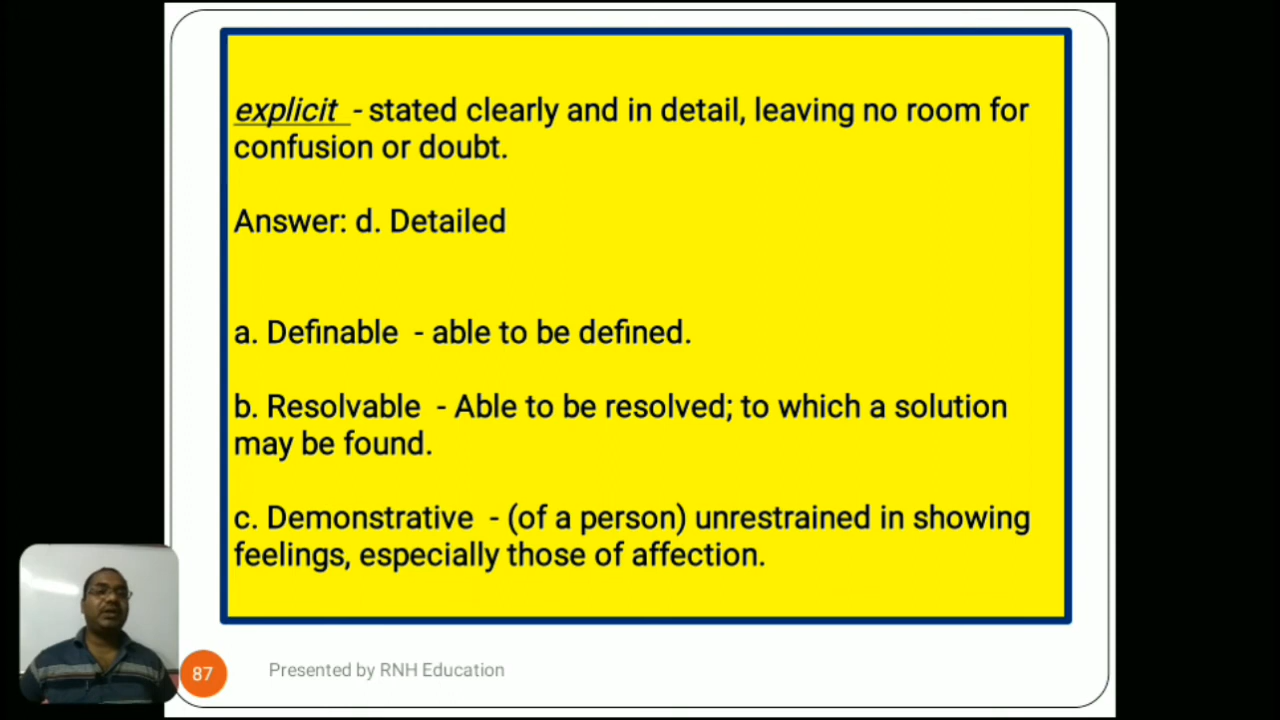 explicit - stated clearly and in detail, leaving no room for
confusion or doubt.
Answer: d. Detailed
a. Definable - able to be defined.
b. Resolvable - Able to be resolved; to which a solution
may be found.
c. Demonstrative - (of a person) unrestrained in showing
feelings, especially those of affection.
87
Presented by RNH Education